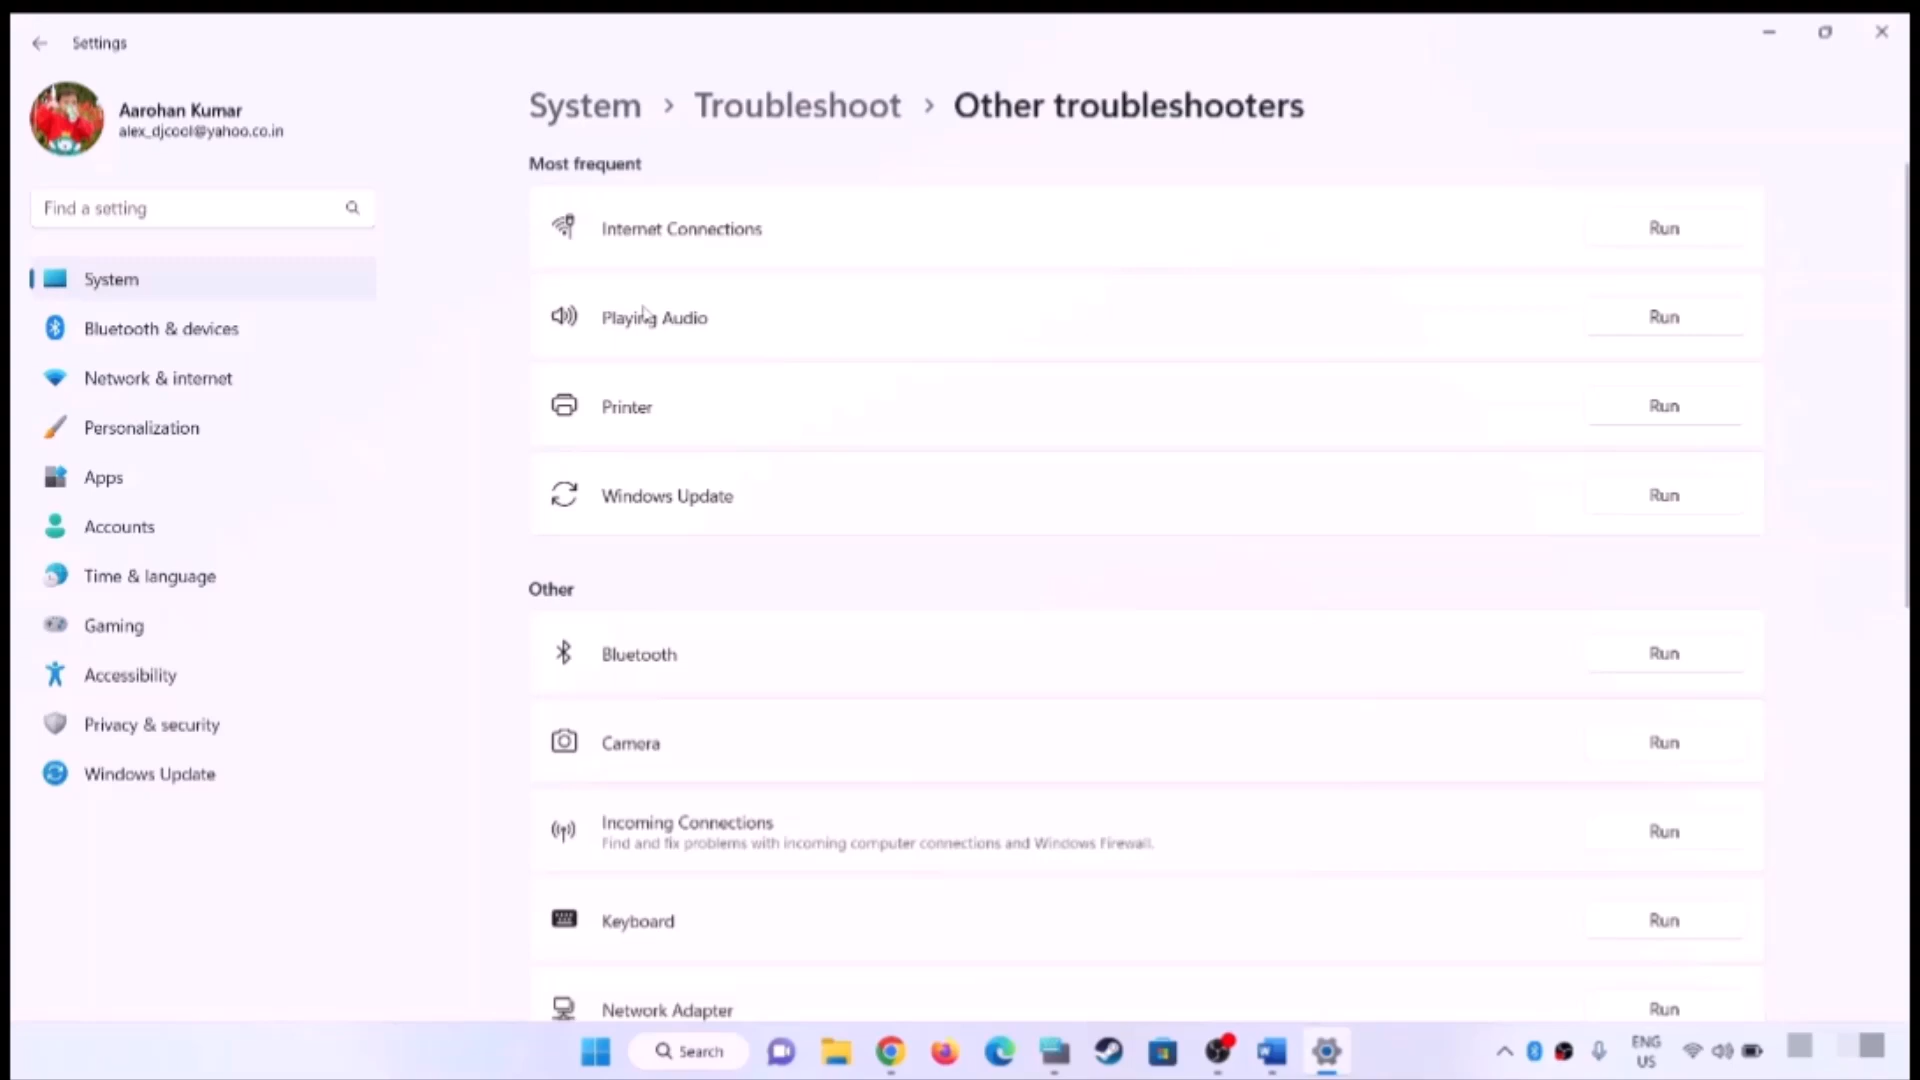 Settings
Aarohan Kumar
alex_djcool@yahoo.co.in
Find a setting
System
Bluetooth & devices
Network & internet
Personalization
Apps
Accounts
Time & language
Gaming
Accessibility
Privacy & security
Windows Update
System > Troubleshoot > Other troubleshooters
Most frequent
Internet Connections Run
Playing Audio Run
Printer Run
Windows Update Run
Other
Bluetooth Run
Camera Run
Incoming Connections Run
Find and fix problems with incoming computer connections and Windows Firewall.
Keyboard Run
Network Adapter Run
Search
ENG
US